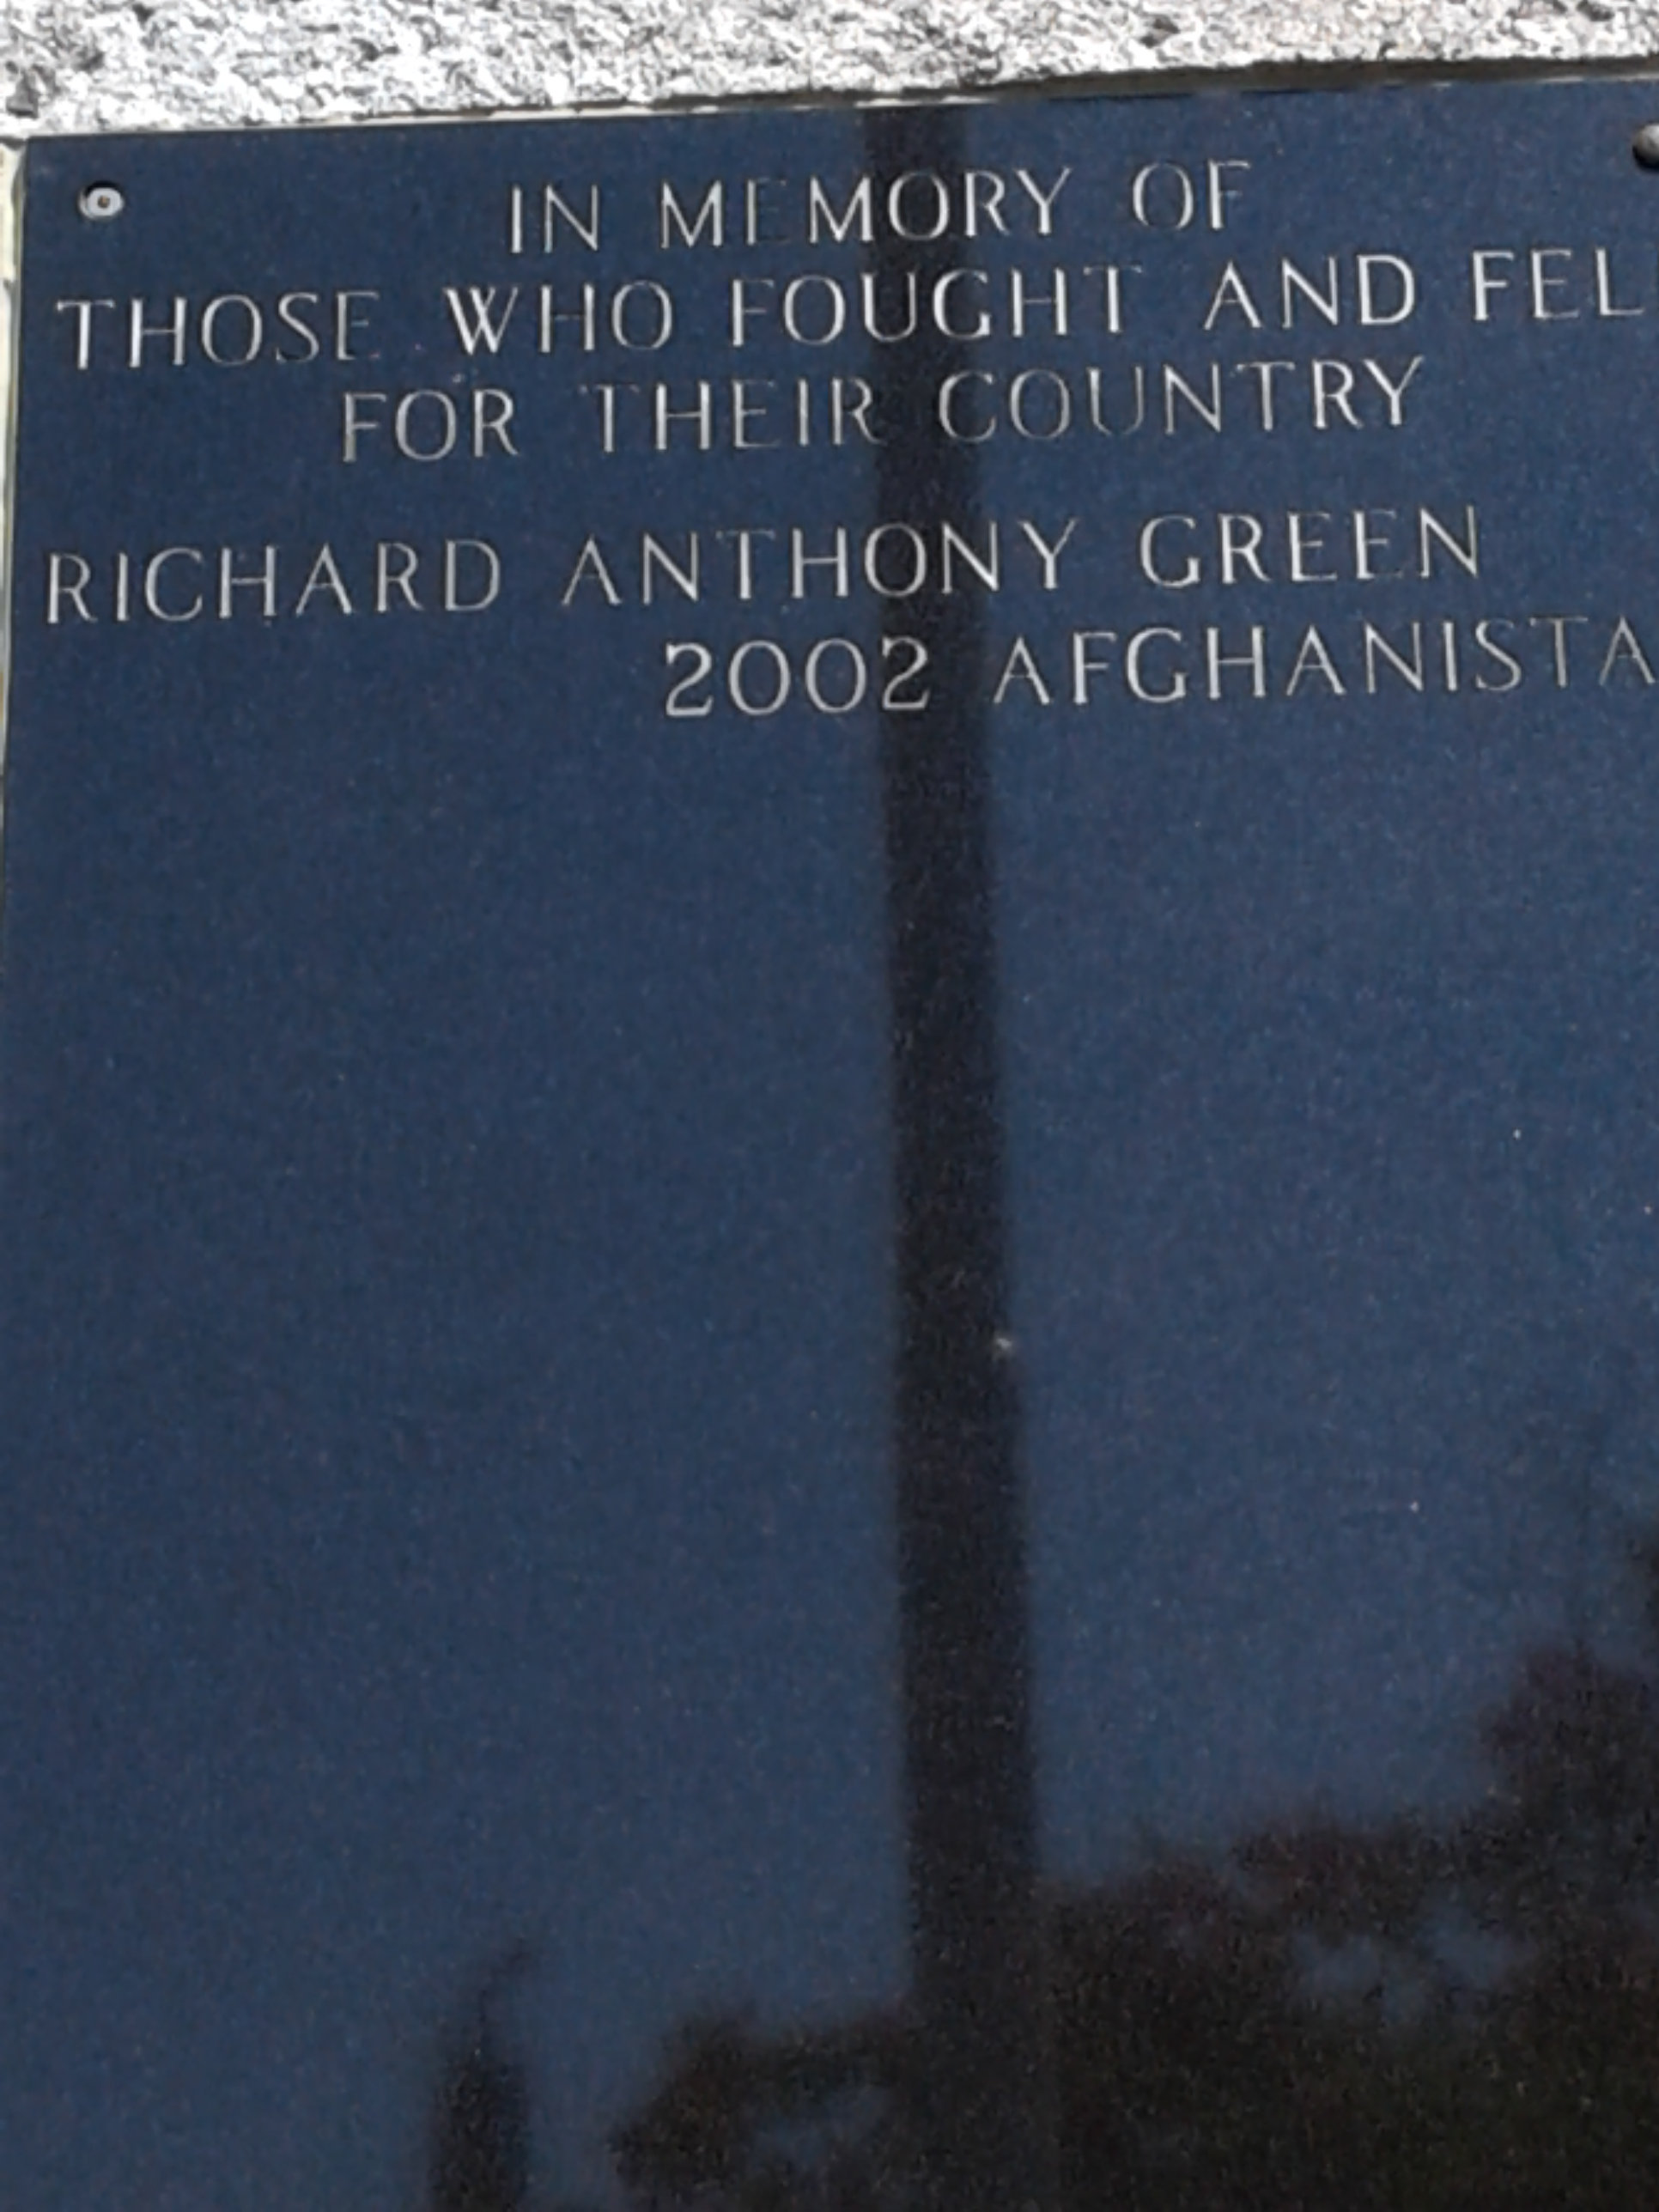 IN MEMORY OF
THOSE WHO FOUGHT AND FEL
FOR THEIR COUNTRY
RICHARD ANTHONY GREEN
2002 AFGHANISTA